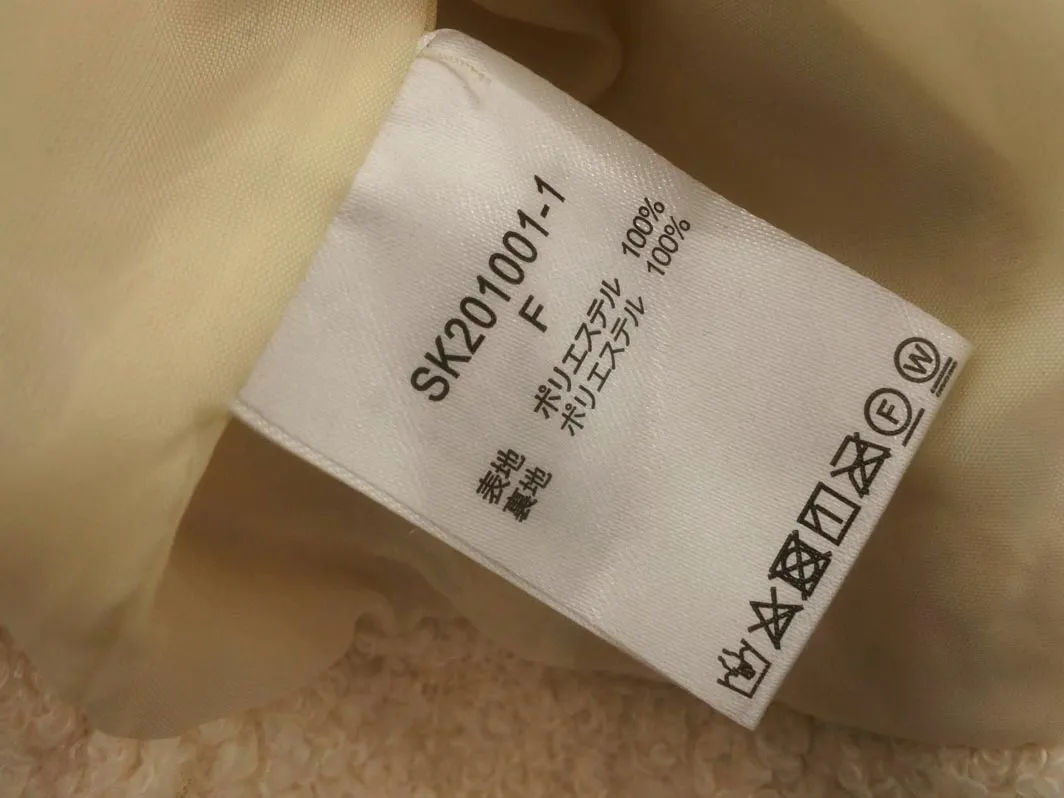 SK201001-1
F
表地 ポリエステル 100%
裏地 ポリエステル 100%
F
W